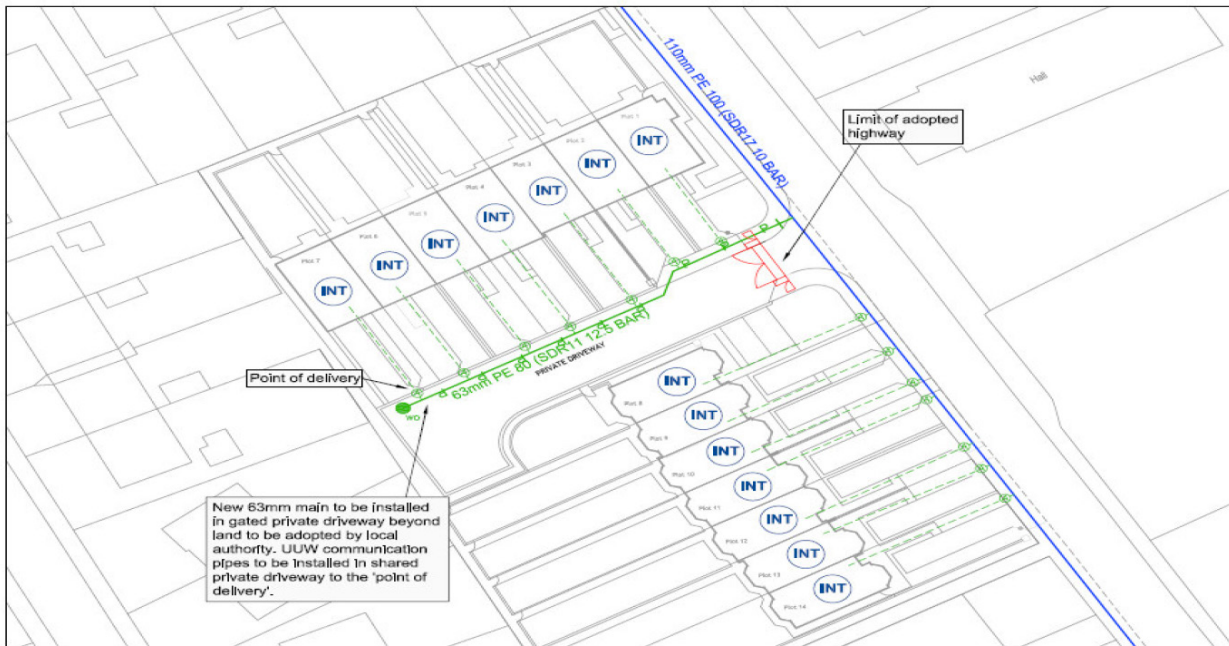 110mm PE 100 (SDR17 10 BAR)
Hall
Limit of adopted
highway
Plot 1
INT
Plot 2
INT
Plot 3
INT
Plot 4
INT
Plot 5
INT
Plot 6
INT
Plot 7
INT
Point of delivery
63mm PE 80 (SDR11 12.5 BAR)
PRIVATE DRIVEWAY
WO
Plot 8
INT
Plot 9
INT
Plot 10
INT
Plot 11
INT
Plot 12
INT
Plot 13
INT
Plot 14
INT
New 63mm main to be installed
in gated private driveway beyond
land to be adopted by local
authority. UUW communication
pipes to be installed in shared
private driveway to the 'point of
delivery'.